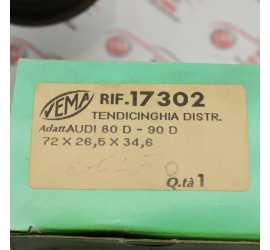 VEMA RIF.17302
TENDICINGHIA DISTR.
Adatt.AUDI 80 D - 90 D
72 X 26,5 X 34,6
Q.tà 1